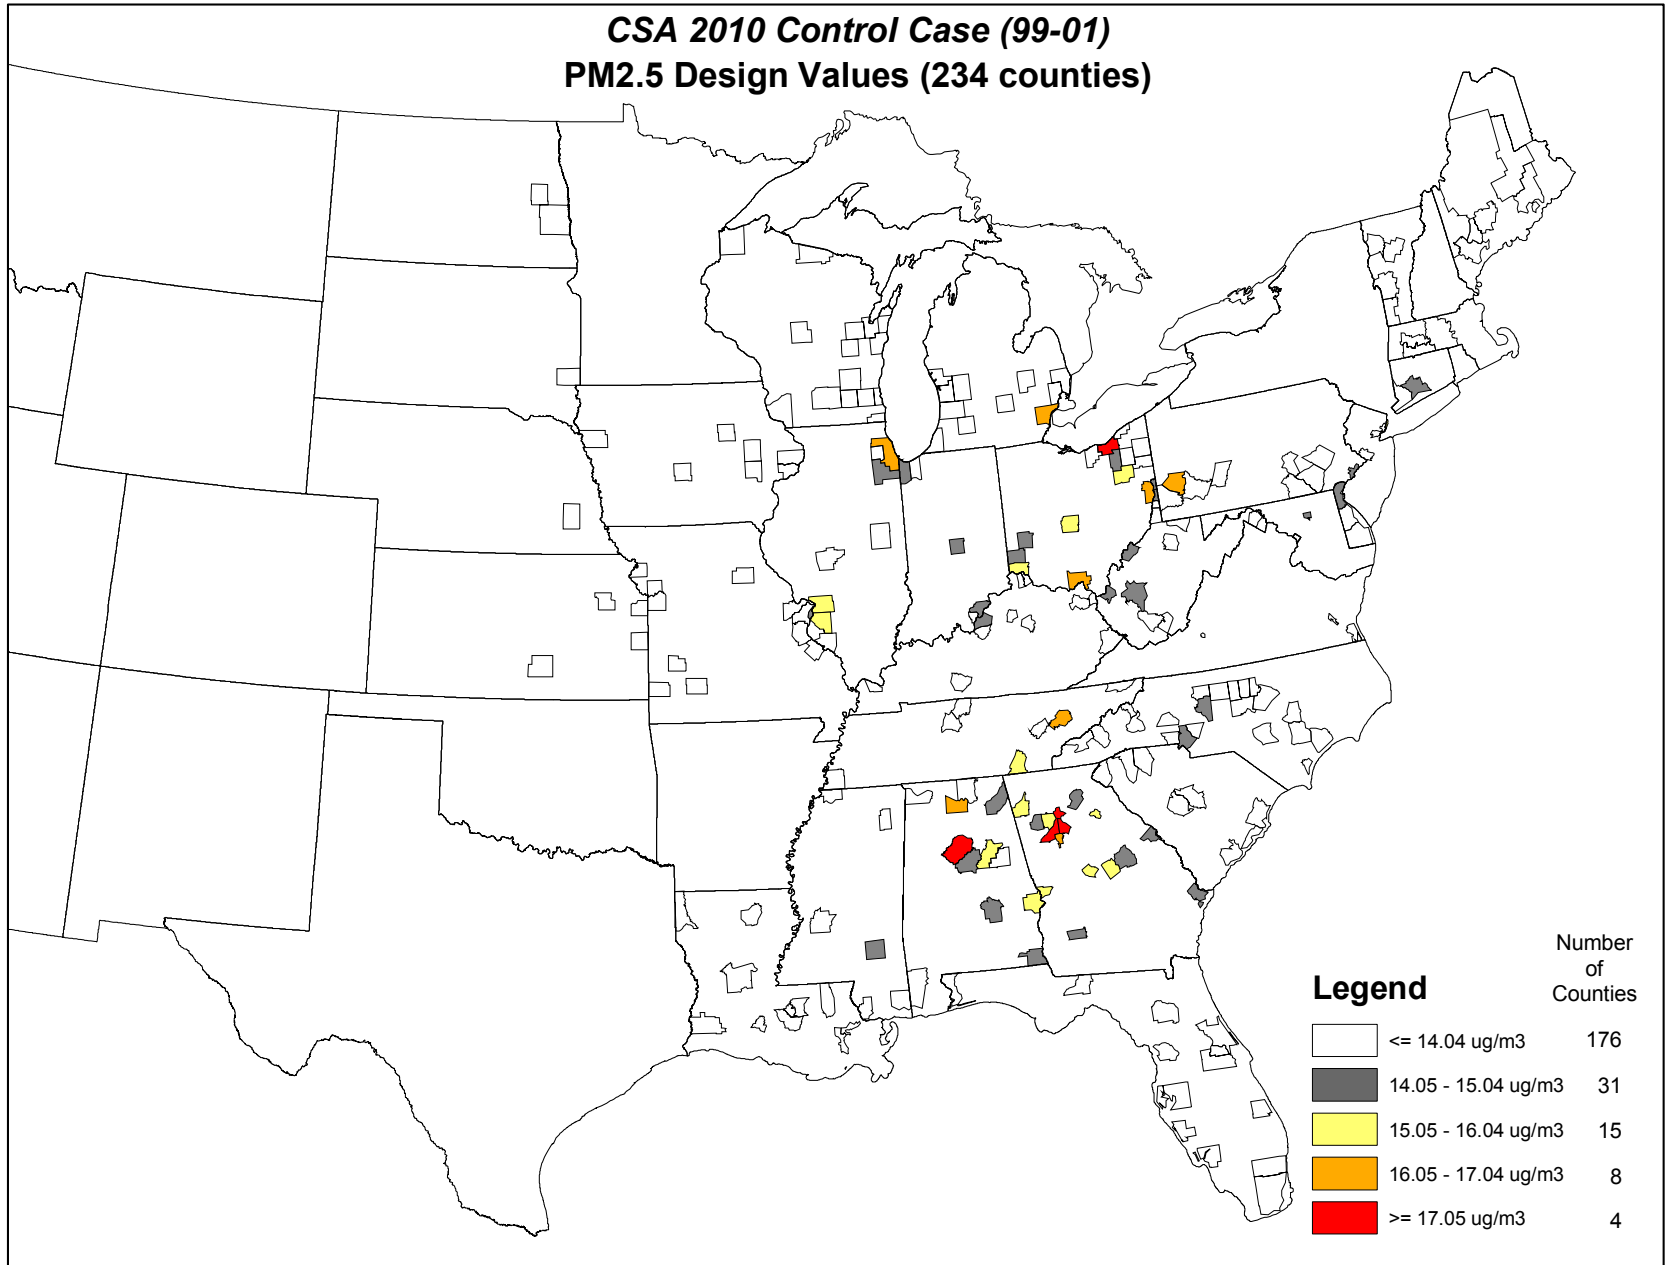 CSA 2010 Control Case (99-01)
PM2.5 Design Values (234 counties)
Number
of
Counties
Legend
<= 14.04 ug/m3 176
14.05 - 15.04 ug/m3 31
15.05 - 16.04 ug/m3 15
16.05 - 17.04 ug/m3 8
>= 17.05 ug/m3 4